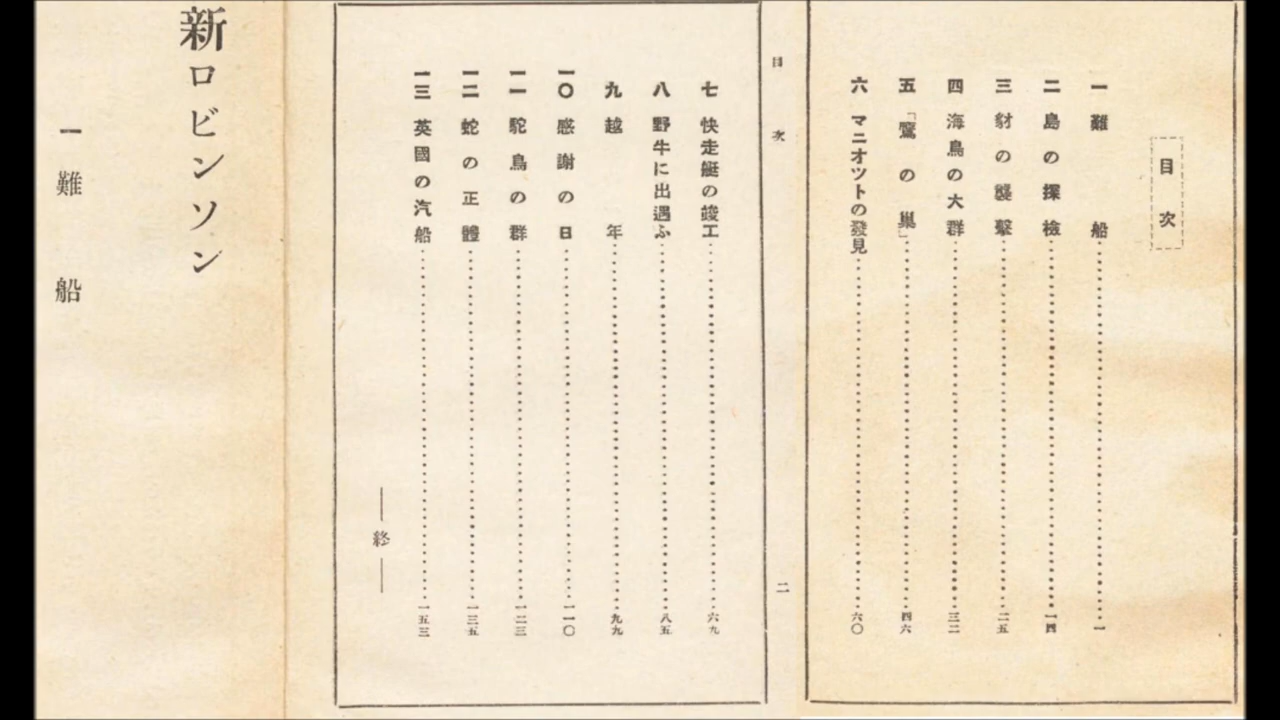 目次
一 難船 一
二 島の探檢 一四
三 豺の襲擊 二五
四 海鳥の大群 三二
五 「鷲の巢」 四六
六 マニオツトの發見 六〇
目次 二
七 快走艇の竣工 六九
八 野牛に出遇ふ 八五
九 越年 九九
一〇 感謝の日 一一〇
一一 駝鳥の群 一二三
一二 蛇の正體 一三五
一三 英國の汽船 一五三
―終―
新ロビンソン
一 難船